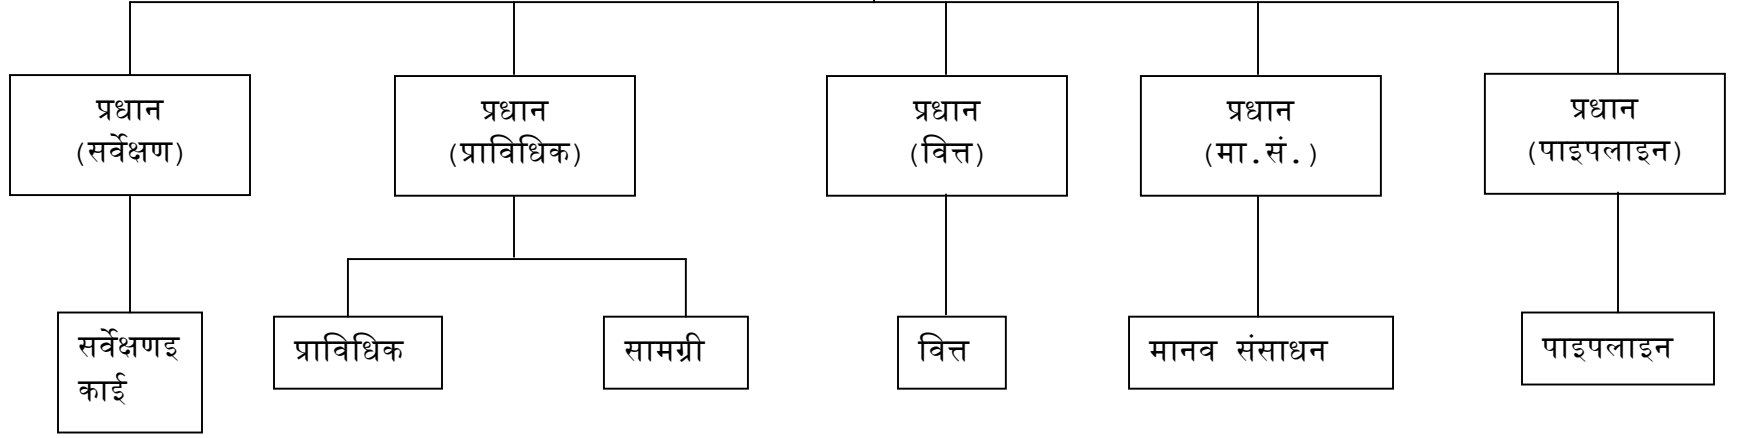 प्रधान
(सर्वेक्षण)
प्रधान
(प्राविधिक)
प्रधान
(वित्त)
प्रधान
(मा.सं.)
प्रधान
(पाइपलाइन)
सर्वेक्षणइ
काई
प्राविधिक
सामग्री
वित्त
मानव संसाधन
पाइपलाइन